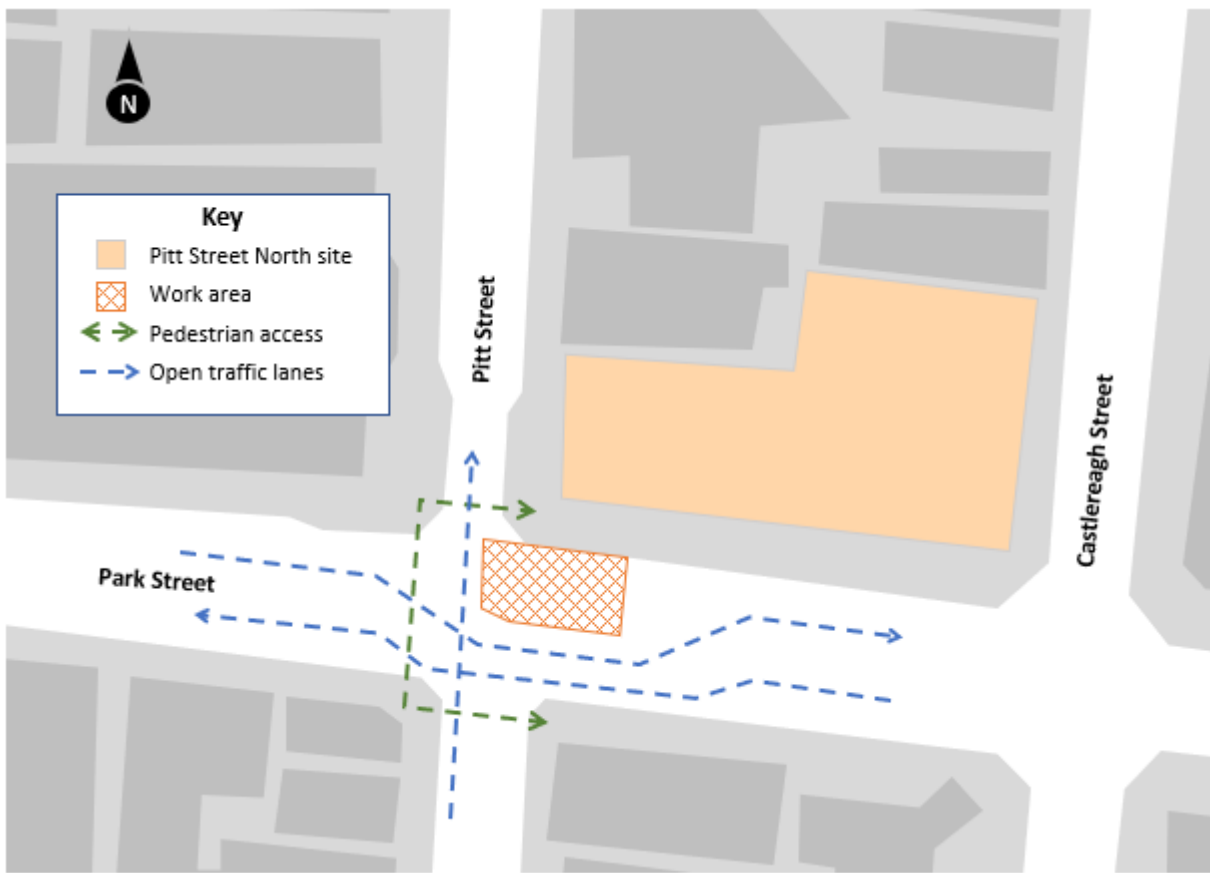 N
Key
Pitt Street North site
Work area
Pedestrian access
Open traffic lanes
Pitt Street
Castlereagh Street
Park Street